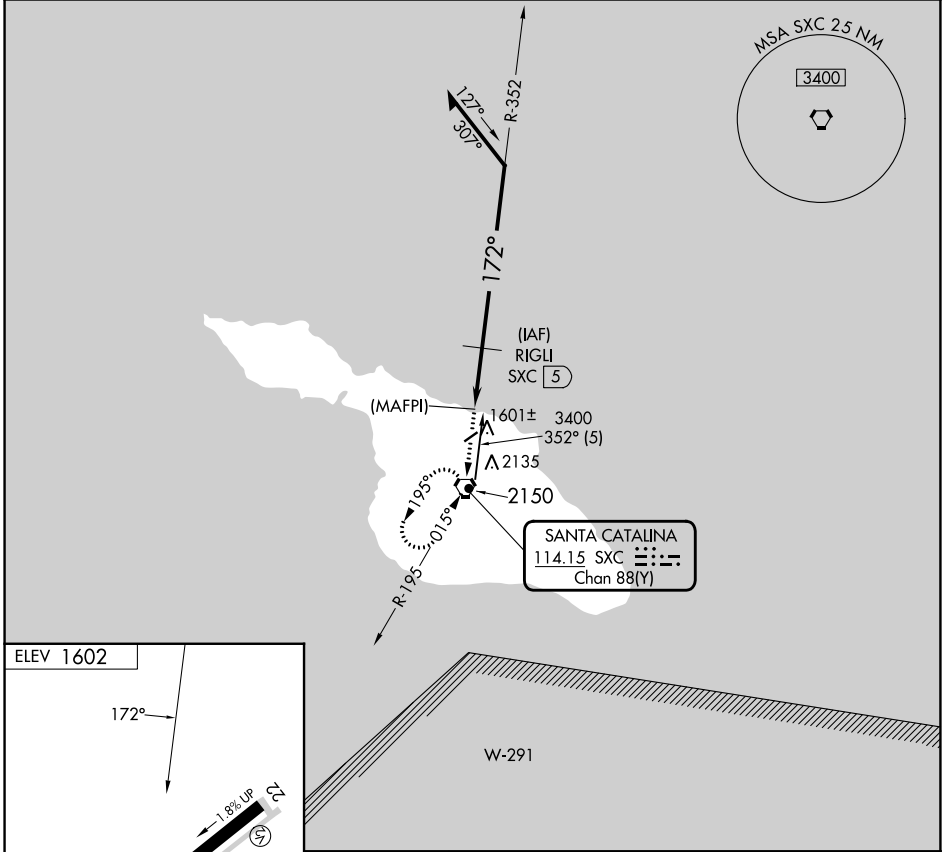 MSA SXC 25 NM
3400
R-352
127°
307°
172°
(IAF)
RIGLI
SXC 5
(MAFPI)
1601±
3400
352° (5)
2135
195°
015°
2150
R-195
SANTA CATALINA
114.15 SXC
Chan 88(Y)
ELEV 1602
172°
W-291
1.8% UP
22